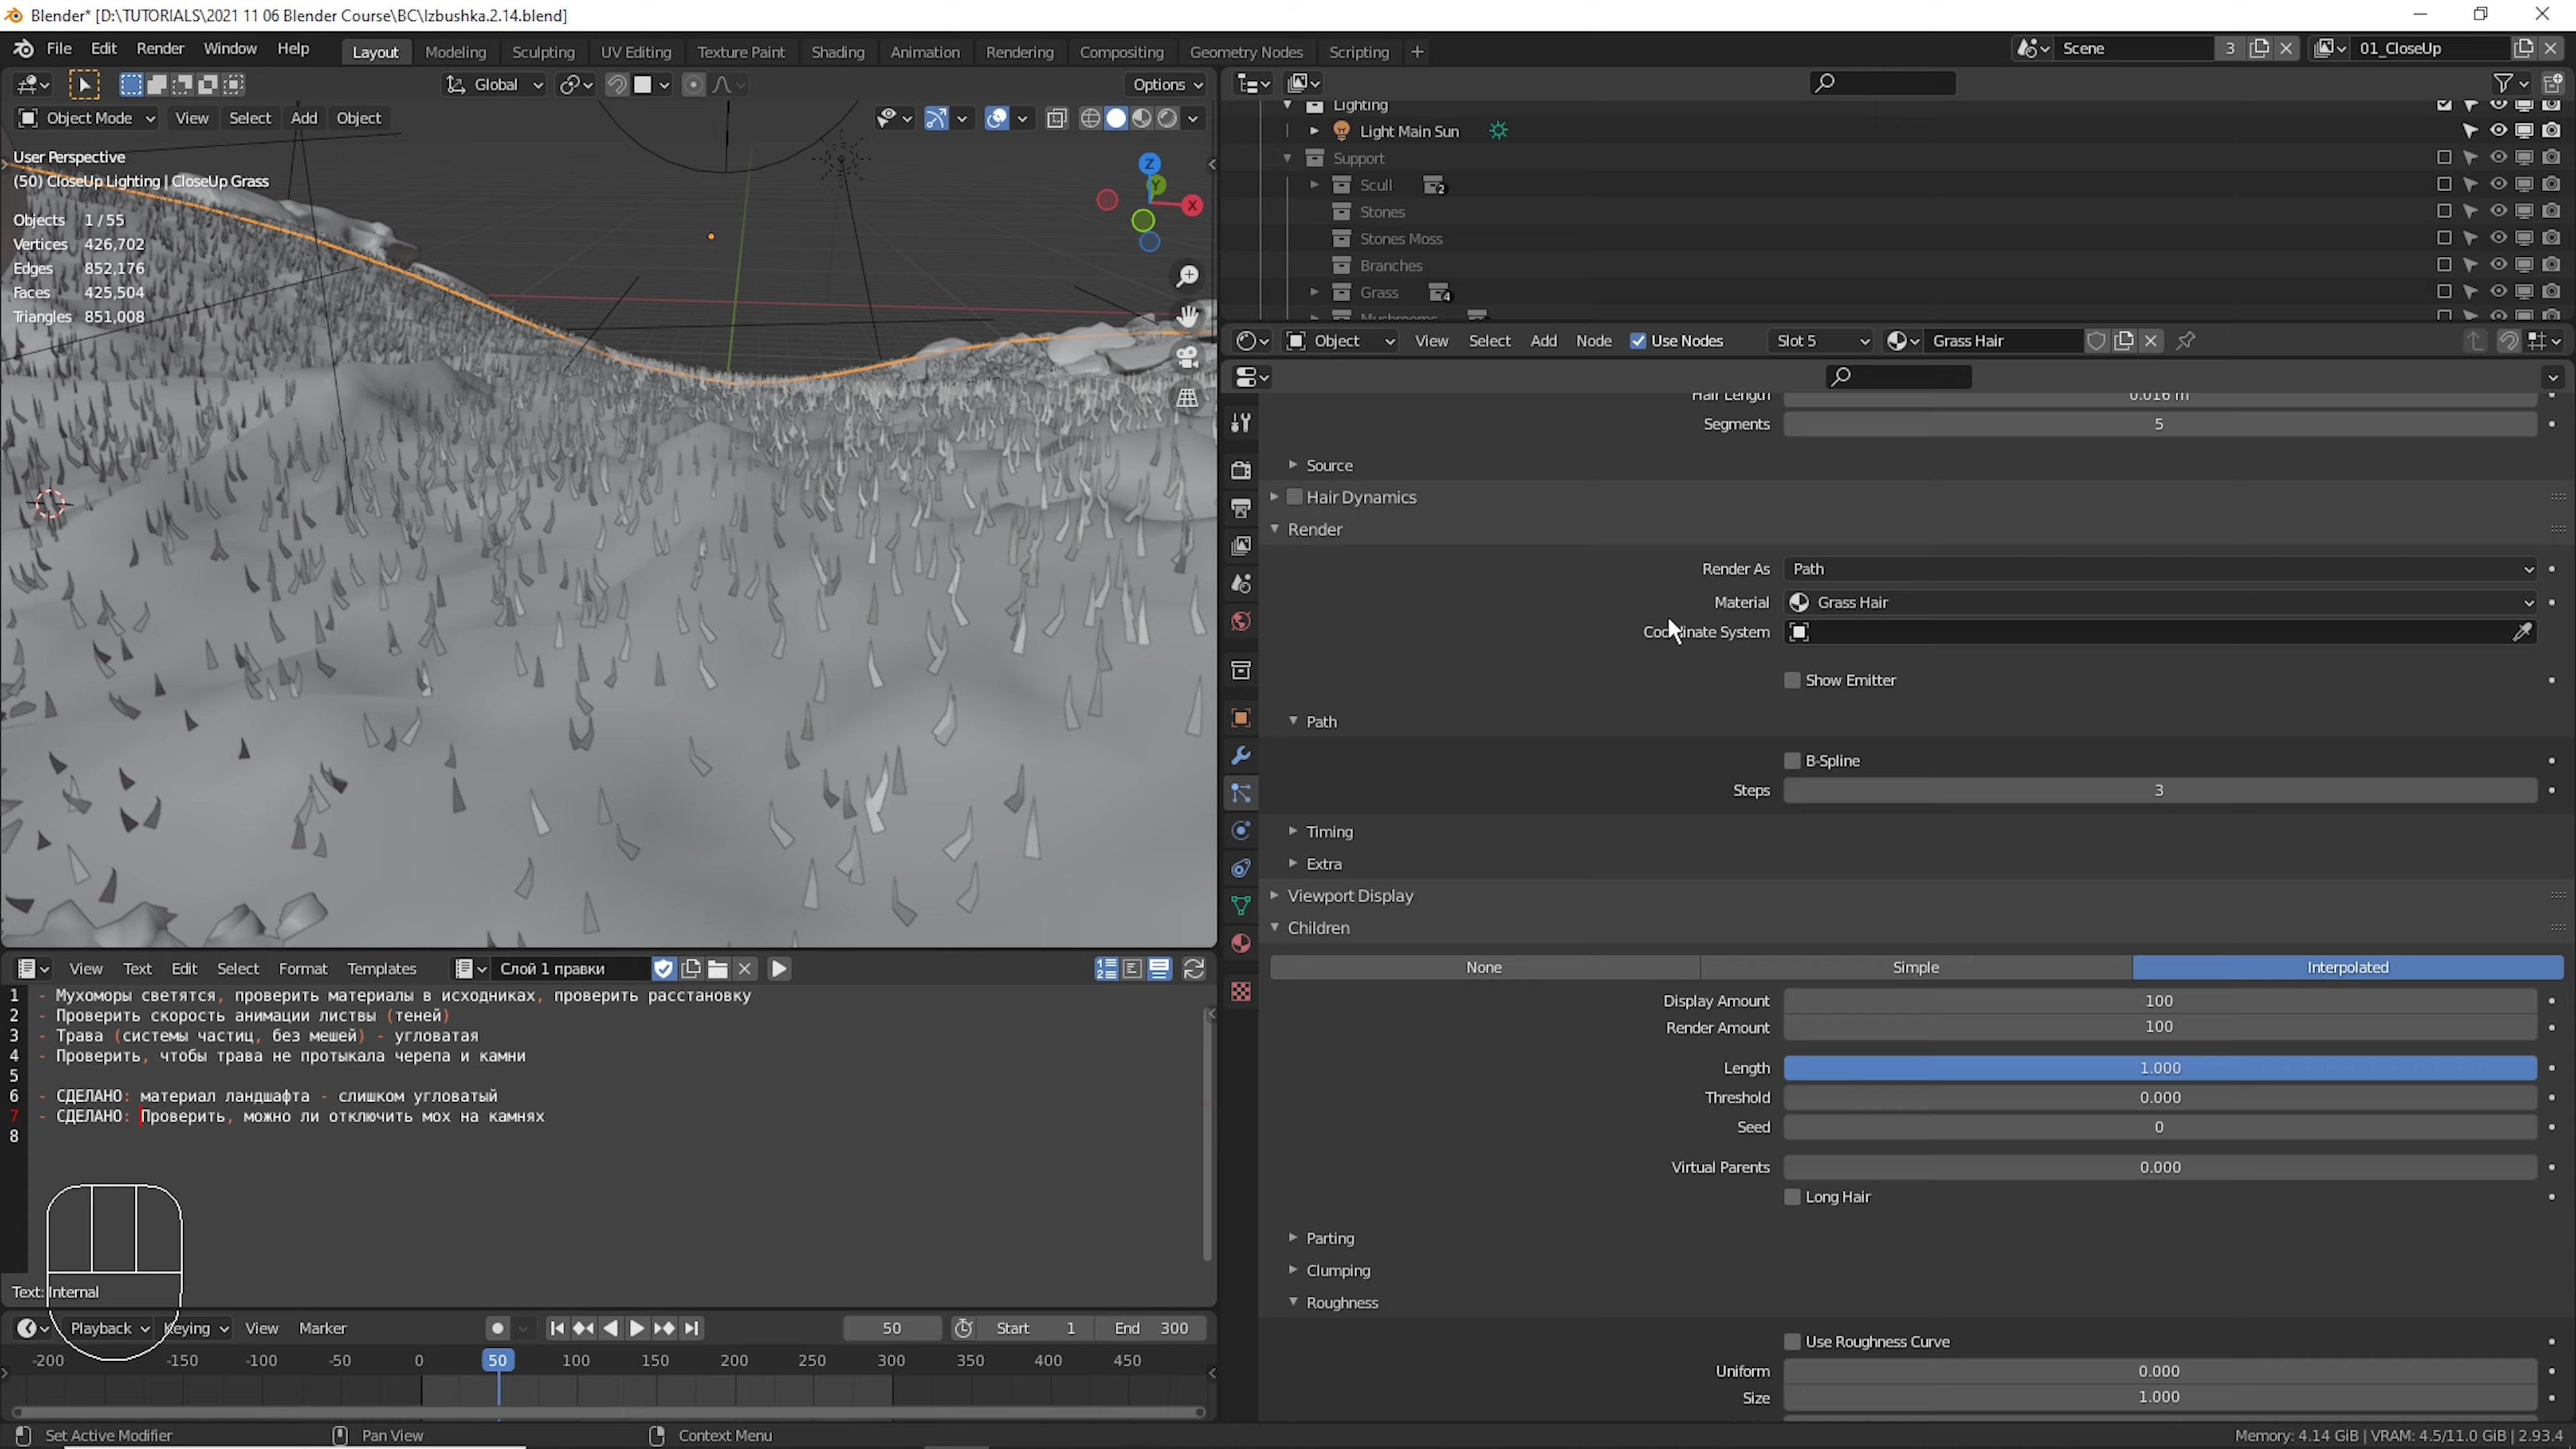 Blender* [D:\TUTORIALS\2021 11 06 Blender Course\BC\Izbushka.2.14.blend]
File Edit Render Window Help Layout Modeling Sculpting UV Editing Texture Paint Shading Animation Rendering Compositing Geometry Nodes Scripting + Scene 3 01_CloseUp
Global Options
Object Mode View Select Add Object
User Perspective
(50) CloseUp Lighting | CloseUp Grass
Objects 1/55
Vertices 426,702
Edges 852,176
Faces 425,504
Triangles 851,008
Z
Y
X
Lighting
Light Main Sun
Support
Scull 2
Stones
Stones Moss
Branches
Grass 4
Mushrooms
Object View Select Add Node Use Nodes Slot 5 Grass Hair
Hair Length 0.016 m
Segments 5
Source
Hair Dynamics
Render
Render As Path
Material Grass Hair
Coordinate System
Show Emitter
Path
B-Spline
Steps 3
Timing
Extra
Viewport Display
Children
None Simple Interpolated
Display Amount 100
Render Amount 100
Length 1.000
Threshold 0.000
Seed 0
Virtual Parents 0.000
Long Hair
Parting
Clumping
Roughness
Use Roughness Curve
Uniform 0.000
Size 1.000
View Text Edit Select Format Templates Слой 1 правки
1 - Мухоморы светятся, проверить материалы в исходниках, проверить расстановку
2 - Проверить скорость анимации листвы (теней)
3 - Трава (системы частиц, без мешей) - угловатая
4 - Проверить, чтобы трава не протыкала черепа и камни
5
6 - СДЕЛАНО: материал ландшафта - слишком угловатый
7 - СДЕЛАНО: Проверить, можно ли отключить мох на камнях
8
Text: Internal
Playback Keying View Marker 50 Start 1 End 300
-200 -150 -100 -50 0 50 100 150 200 250 300 350 400 450
Set Active Modifier Pan View Context Menu Memory: 4.14 GiB | VRAM: 4.5/11.0 GiB | 2.93.4